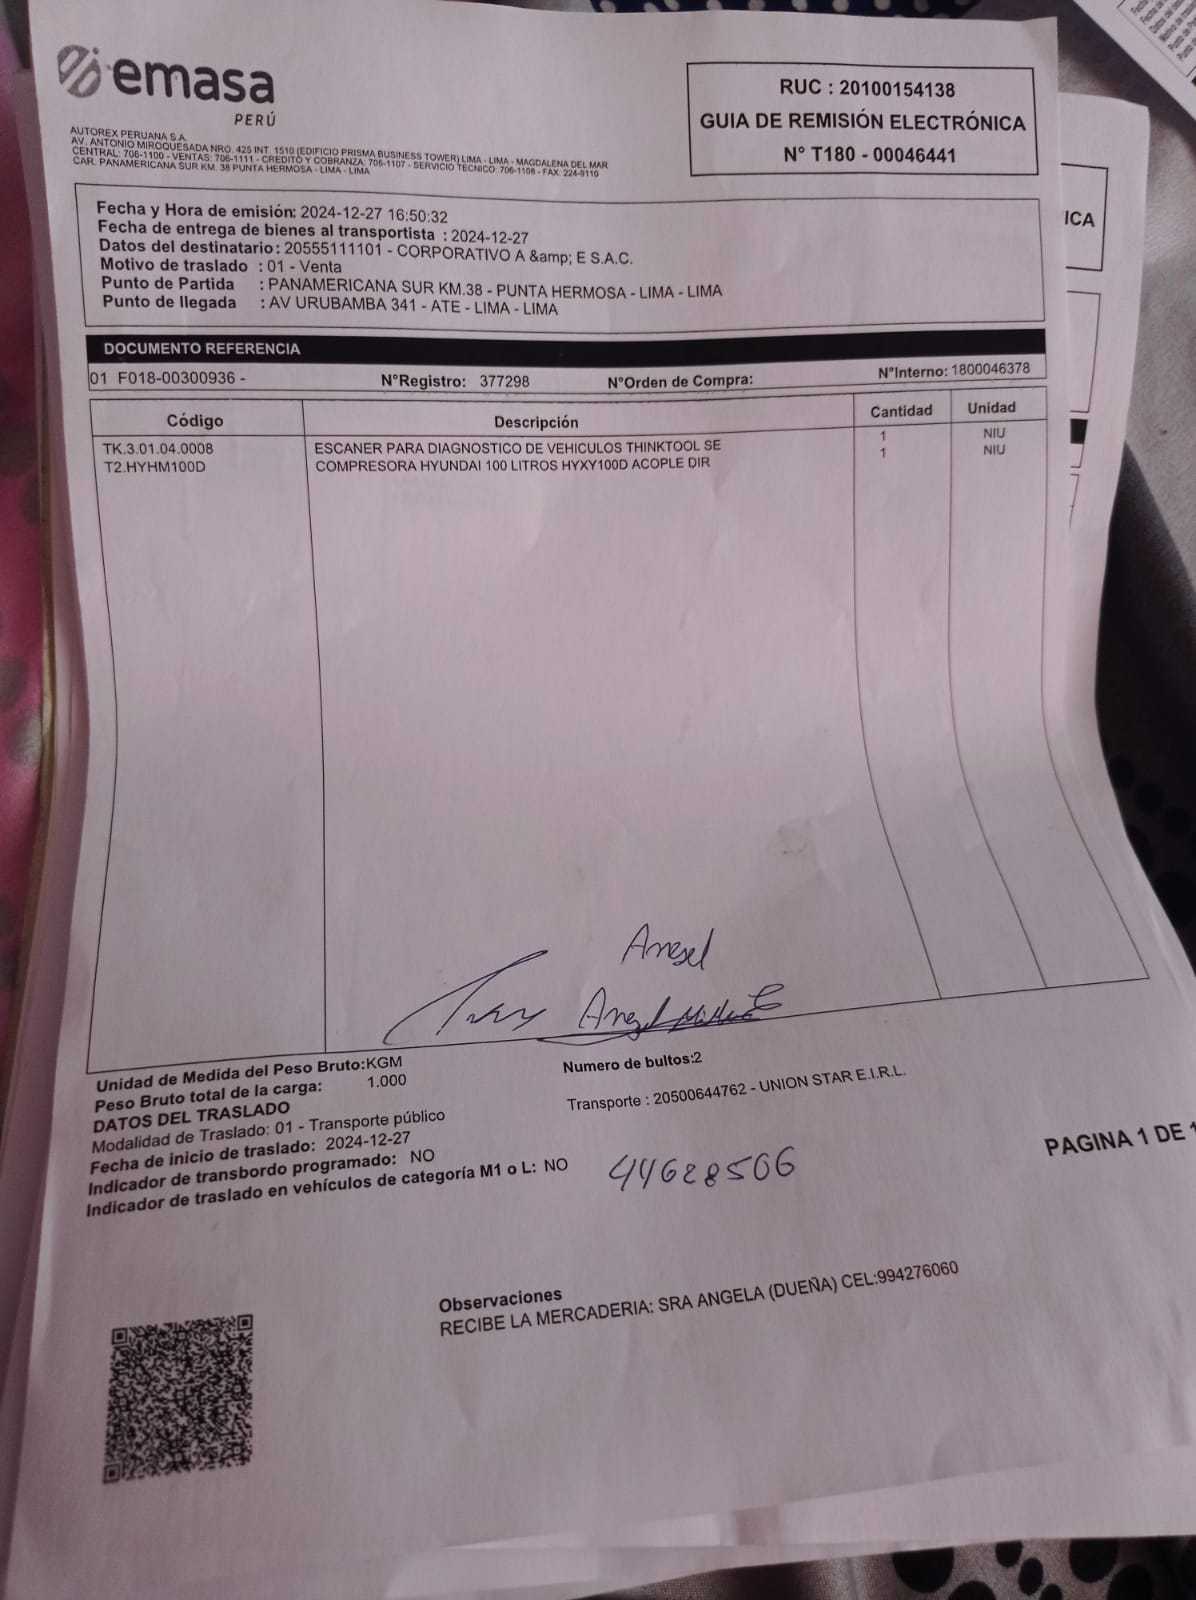 emasa
PERÚ
AUTOREX PERUANA S.A.
AV. ANTONIO MIROQUESADA NRO. 425 INT. 1510 (EDIFICIO PRISMA BUSINESS TOWER) LIMA - LIMA - MAGDALENA DEL MAR
CENTRAL: 706-1100 - VENTAS: 706-1111 - CREDITO Y COBRANZA: 706-1107 - SERVICIO TECNICO: 706-1108 - FAX: 224-9110
CAR. PANAMERICANA SUR KM. 38 PUNTA HERMOSA - LIMA - LIMA
RUC : 20100154138
GUIA DE REMISIÓN ELECTRÓNICA
N° T180 - 00046441
Fecha y Hora de emisión: 2024-12-27 16:50:32
Fecha de entrega de bienes al transportista : 2024-12-27
Datos del destinatario : 20555111101 - CORPORATIVO A &amp; E S.A.C.
Motivo de traslado : 01 - Venta
Punto de Partida : PANAMERICANA SUR KM.38 - PUNTA HERMOSA - LIMA - LIMA
Punto de llegada : AV URUBAMBA 341 - ATE - LIMA - LIMA
ICA
DOCUMENTO REFERENCIA
01 F018-00300936 - N°Registro: 377298 N°Orden de Compra: N°Interno: 1800046378
Código Descripción Cantidad Unidad
TK.3.01.04.0008 ESCANER PARA DIAGNOSTICO DE VEHICULOS THINKTOOL SE 1 NIU
T2.HYHM100D COMPRESORA HYUNDAI 100 LITROS HYXY100D ACOPLE DIR 1 NIU
Angel
Angel
Unidad de Medida del Peso Bruto:KGM
Peso Bruto total de la carga: 1.000
Numero de bultos:2
DATOS DEL TRASLADO
Transporte : 20500644762 - UNION STAR E.I.R.L.
Modalidad de Traslado: 01 - Transporte público
Fecha de inicio de traslado: 2024-12-27
Indicador de transbordo programado: NO
Indicador de traslado en vehículos de categoría M1 o L: NO
44628506
PAGINA 1 DE 1
Observaciones
RECIBE LA MERCADERIA: SRA ANGELA (DUEÑA) CEL:994276060